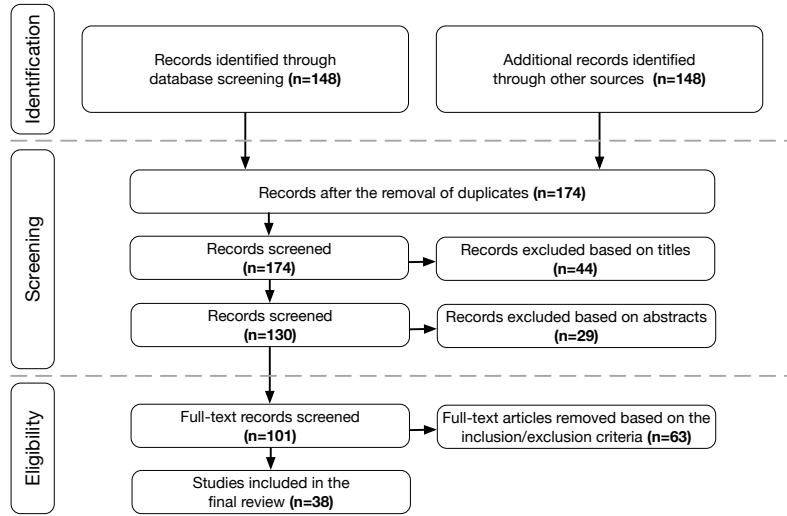 Identification
Records identified through
database screening (n=148)
Additional records identified
through other sources (n=148)
Screening
Records after the removal of duplicates (n=174)
Records screened
(n=174)
Records excluded based on titles
(n=44)
Records screened
(n=130)
Records excluded based on abstracts
(n=29)
Eligibility
Full-text records screened
(n=101)
Full-text articles removed based on the
inclusion/exclusion criteria (n=63)
Studies included in the
final review (n=38)